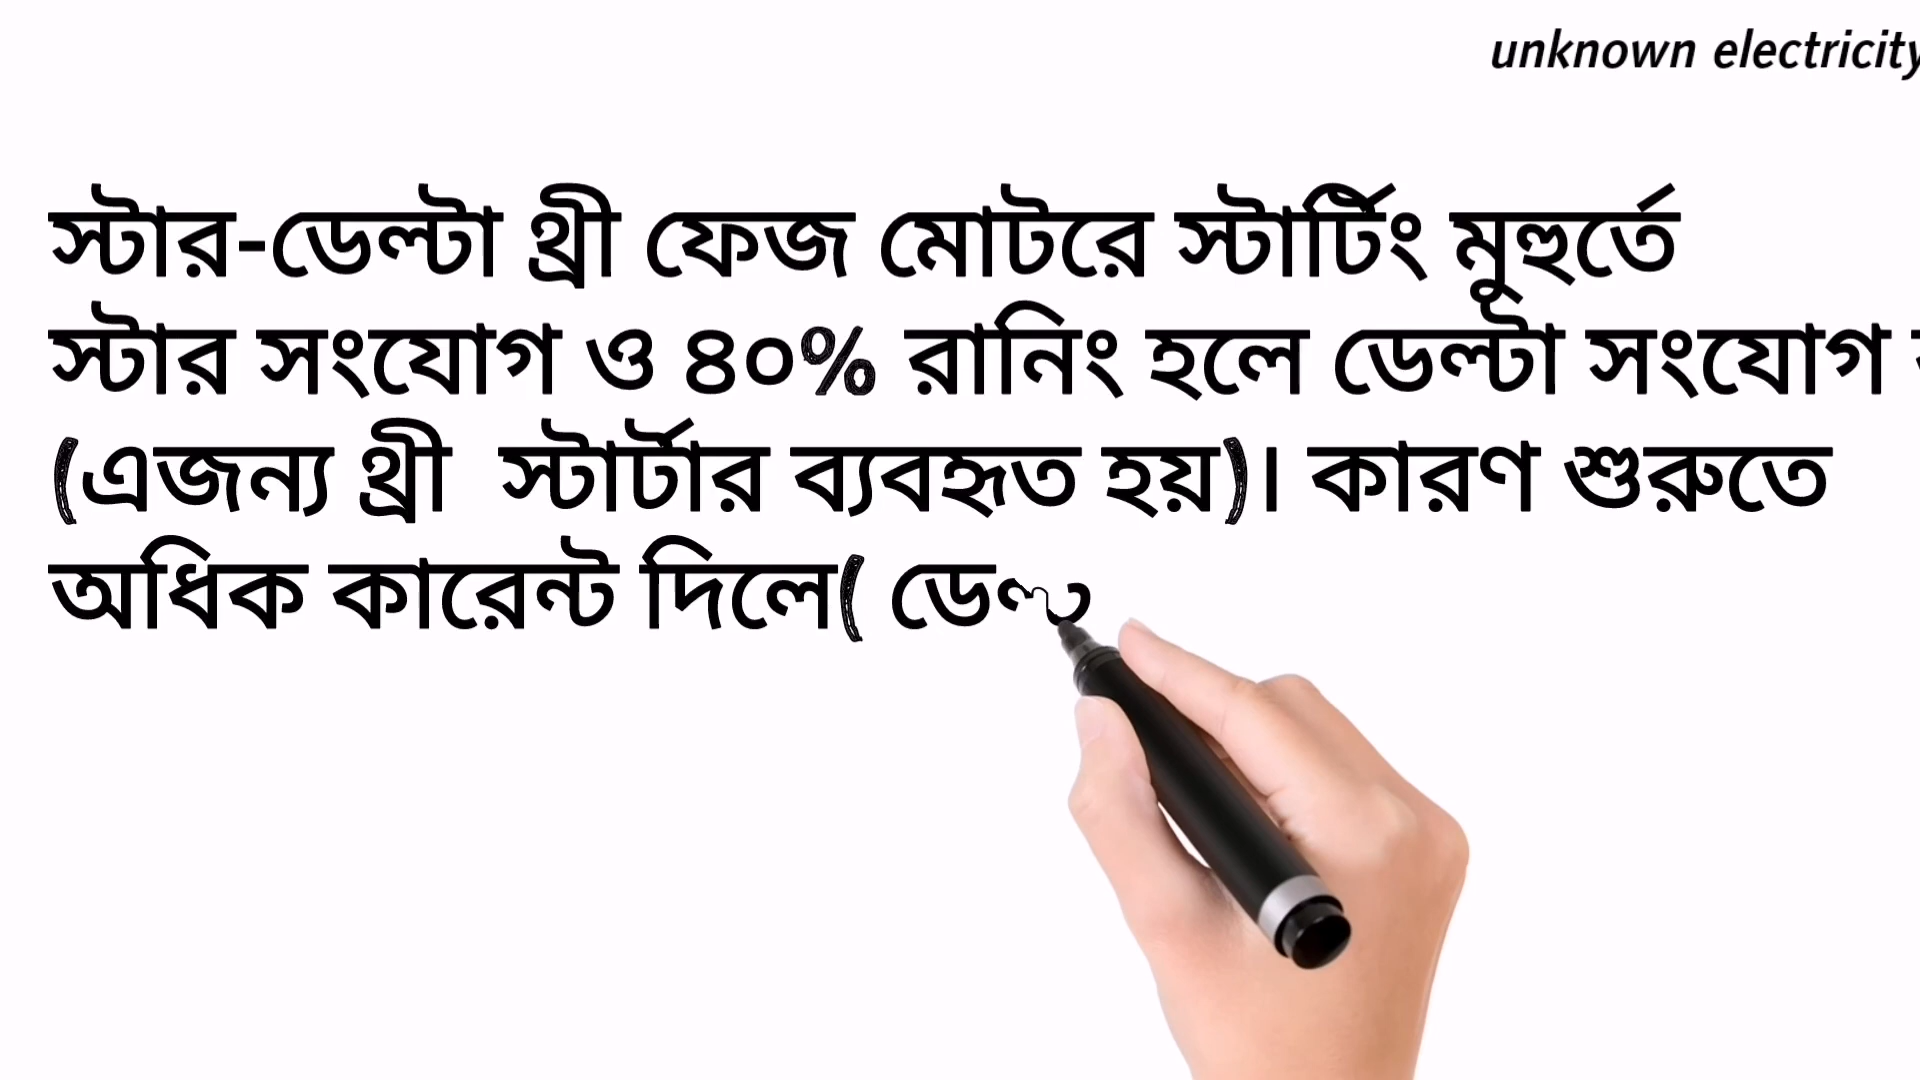 unknown electricity
স্টার-ডেল্টা থ্রী ফেজ মোটরে স্টার্টিং মুহুর্তে
স্টার সংযোগ ও ৪০% রানিং হলে ডেল্টা সংযোগ
(এজন্য থ্রী  স্টার্টার ব্যবহৃত হয়)। কারণ শুরুতে
অধিক কারেন্ট দিলে(